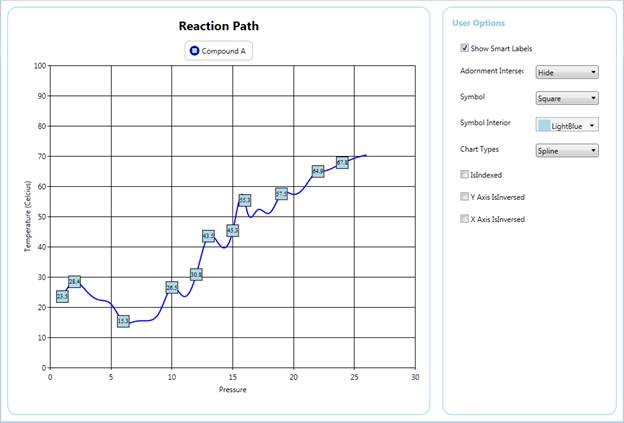 Reaction Path
Compound A
Temperature (Celcius)
100
90
80
70
60
50
40
30
20
10
0
28.4
15.3
26.5
30.8
43.5
45.3
55.3
57.5
64.9
67.8
0 5 10 15 20 25 30
Pressure
User Options
Show Smart Labels
Adornment Intersec
Hide
Symbol
Square
Symbol Interior
LightBlue
Chart Types
Spline
IsIndexed
Y Axis IsInversed
X Axis IsInversed